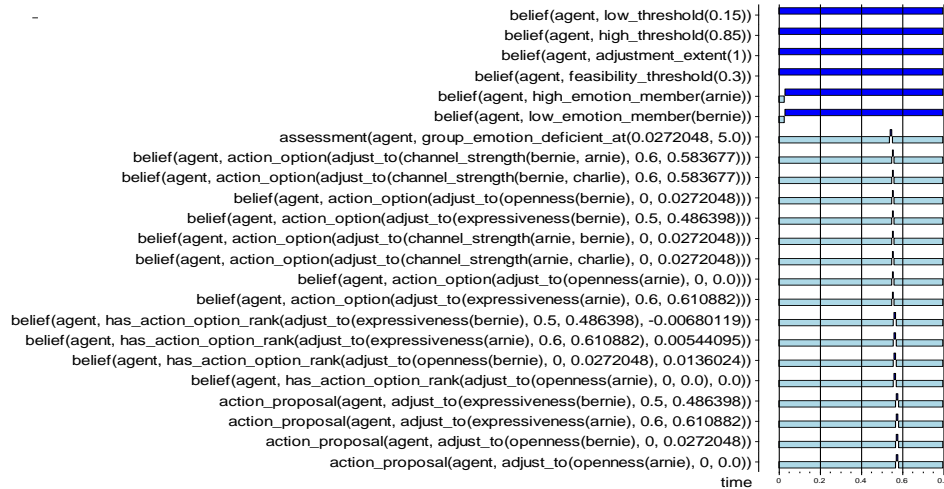 belief(agent, low_threshold(0.15))
belief(agent, high_threshold(0.85))
belief(agent, adjustment_extent(1))
belief(agent, feasibility_threshold(0.3))
belief(agent, high_emotion_member(arnie))
belief(agent, low_emotion_member(bernie))
assessment(agent, group_emotion_deficient_at(0.0272048, 5.0))
belief(agent, action_option(adjust_to(channel_strength(bernie, arnie), 0.6, 0.583677)))
belief(agent, action_option(adjust_to(channel_strength(bernie, charlie), 0.6, 0.583677)))
belief(agent, action_option(adjust_to(openness(bernie), 0, 0.0272048)))
belief(agent, action_option(adjust_to(expressiveness(bernie), 0.5, 0.486398)))
belief(agent, action_option(adjust_to(channel_strength(arnie, bernie), 0, 0.0272048)))
belief(agent, action_option(adjust_to(channel_strength(arnie, charlie), 0, 0.0272048)))
belief(agent, action_option(adjust_to(openness(arnie), 0, 0.0)))
belief(agent, action_option(adjust_to(expressiveness(arnie), 0.6, 0.610882)))
belief(agent, has_action_option_rank(adjust_to(expressiveness(bernie), 0.5, 0.486398), -0.00680119))
belief(agent, has_action_option_rank(adjust_to(expressiveness(arnie), 0.6, 0.610882), 0.00544095))
belief(agent, has_action_option_rank(adjust_to(openness(bernie), 0, 0.0272048), 0.0136024))
belief(agent, has_action_option_rank(adjust_to(openness(arnie), 0, 0.0), 0.0))
action_proposal(agent, adjust_to(expressiveness(bernie), 0.5, 0.486398))
action_proposal(agent, adjust_to(expressiveness(arnie), 0.6, 0.610882))
action_proposal(agent, adjust_to(openness(bernie), 0, 0.0272048))
action_proposal(agent, adjust_to(openness(arnie), 0, 0.0))
time 0 0.2 0.4 0.6